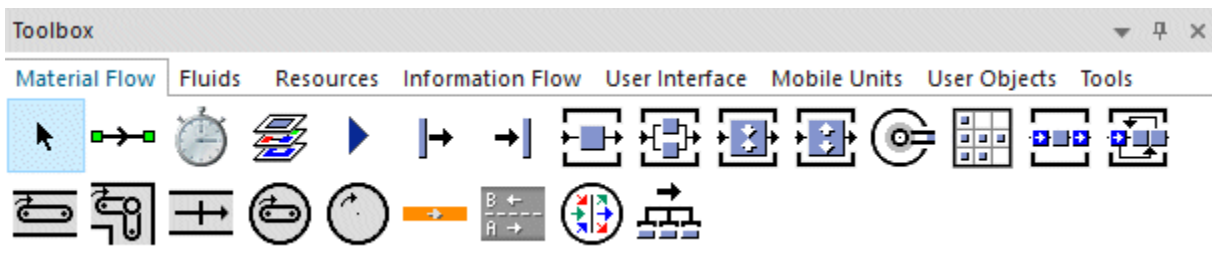 Toolbox
Material Flow Fluids Resources Information Flow User Interface Mobile Units User Objects Tools
B
A